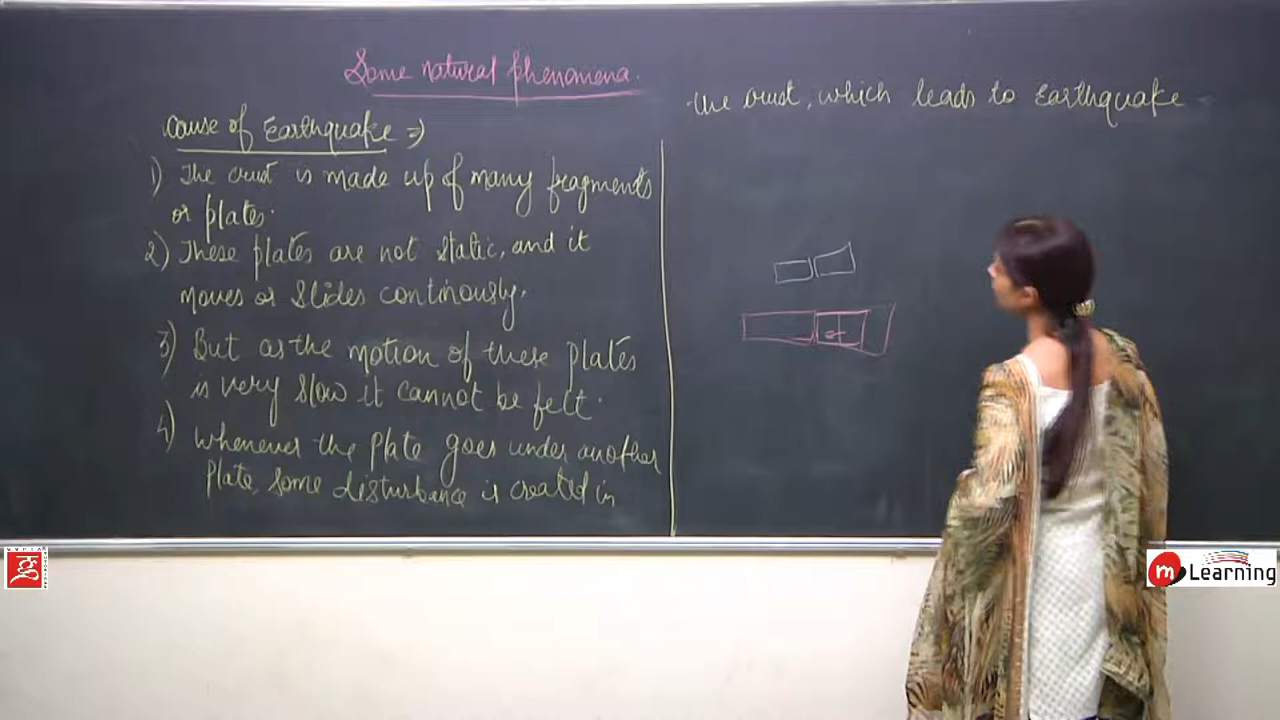 Some natural phenomena.
Cause of Earthquake ⇒
1) The crust is made up of many fragments
or plates.
2) These plates are not static, and it
moves or slides continously.
3) But as the motion of these plates
is very slow it cannot be felt.
4) Whenever the plate goes under another
plate, some disturbance is created in
the crust, which leads to Earthquake
m Learning